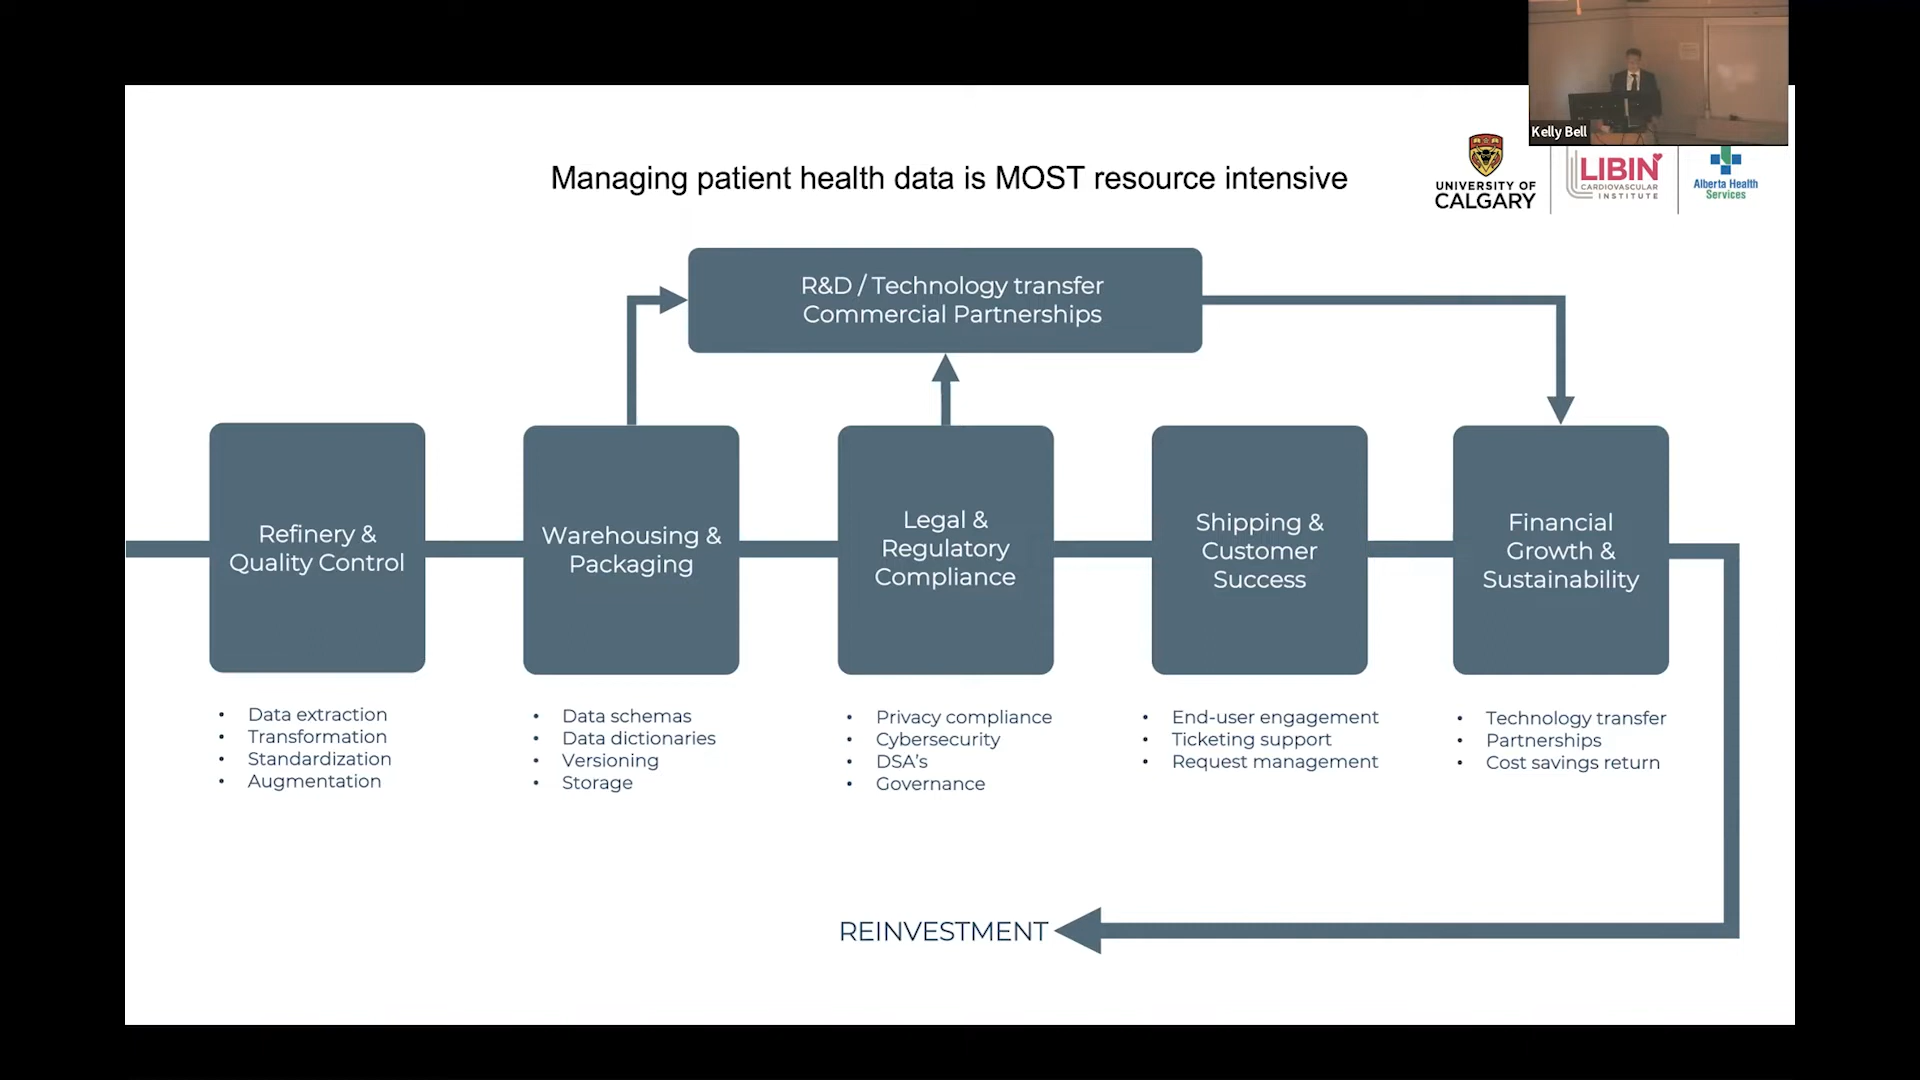 Kelly Bell
Managing patient health data is MOST resource intensive
UNIVERSITY OF
CALGARY
LIBIN
CARDIOVASCULAR
INSTITUTE
Alberta Health
Services
R&D / Technology transfer
Commercial Partnerships
Refinery &
Quality Control
Warehousing &
Packaging
Legal &
Regulatory
Compliance
Shipping &
Customer
Success
Financial
Growth &
Sustainability
• Data extraction
• Transformation
• Standardization
• Augmentation
• Data schemas
• Data dictionaries
• Versioning
• Storage
• Privacy compliance
• Cybersecurity
• DSA’s
• Governance
• End-user engagement
• Ticketing support
• Request management
• Technology transfer
• Partnerships
• Cost savings return
REINVESTMENT